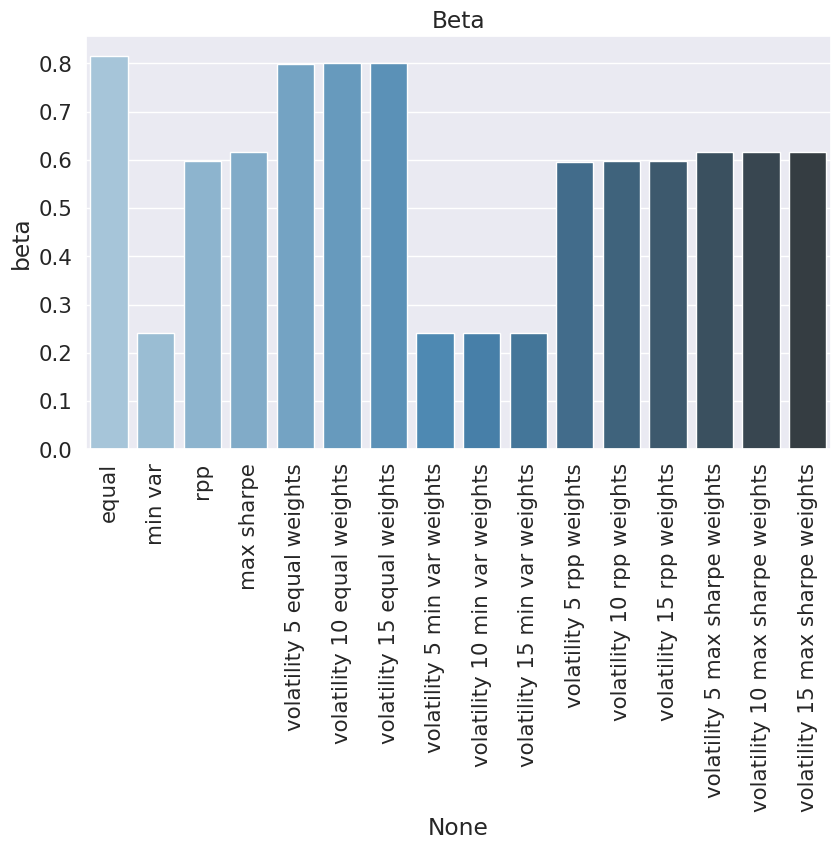 Beta
beta
0.8
0.7
0.6
0.5
0.4
0.3
0.2
0.1
0.0
equal
min var
rpp
max sharpe
volatility 5 equal weights
volatility 10 equal weights
volatility 15 equal weights
volatility 5 min var weights
volatility 10 min var weights
volatility 15 min var weights
volatility 5 rpp weights
volatility 10 rpp weights
volatility 15 rpp weights
volatility 5 max sharpe weights
volatility 10 max sharpe weights
volatility 15 max sharpe weights
None